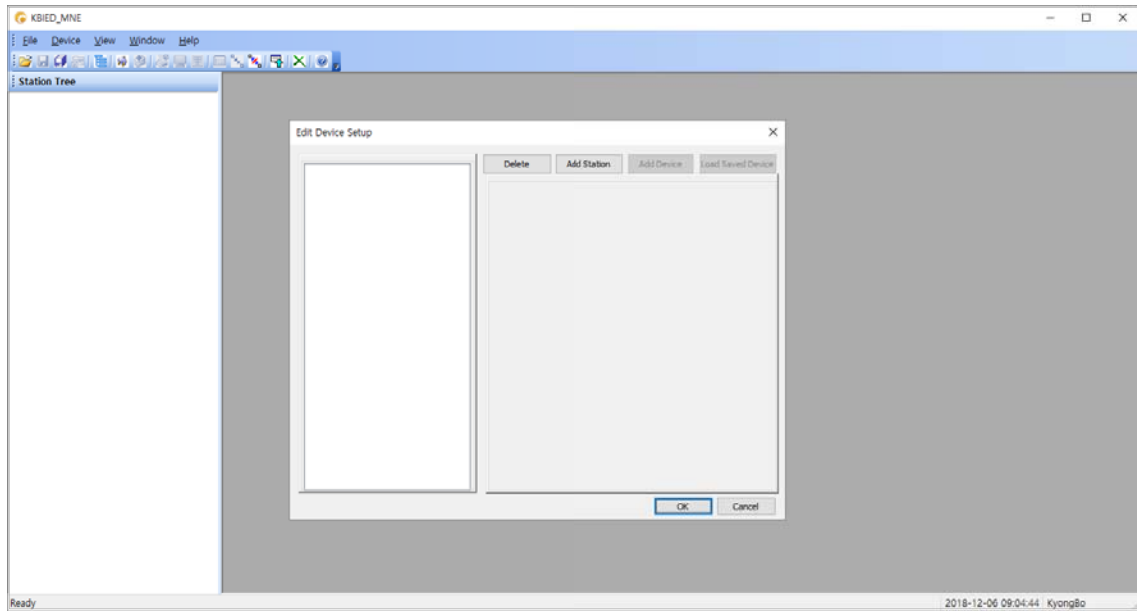 KBIED_MNE
File Device View Window Help
Station Tree
Edit Device Setup
Delete Add Station Add Device Load Saved Device
OK Cancel
Ready 2018-12-06 09:04:44 KyongBo